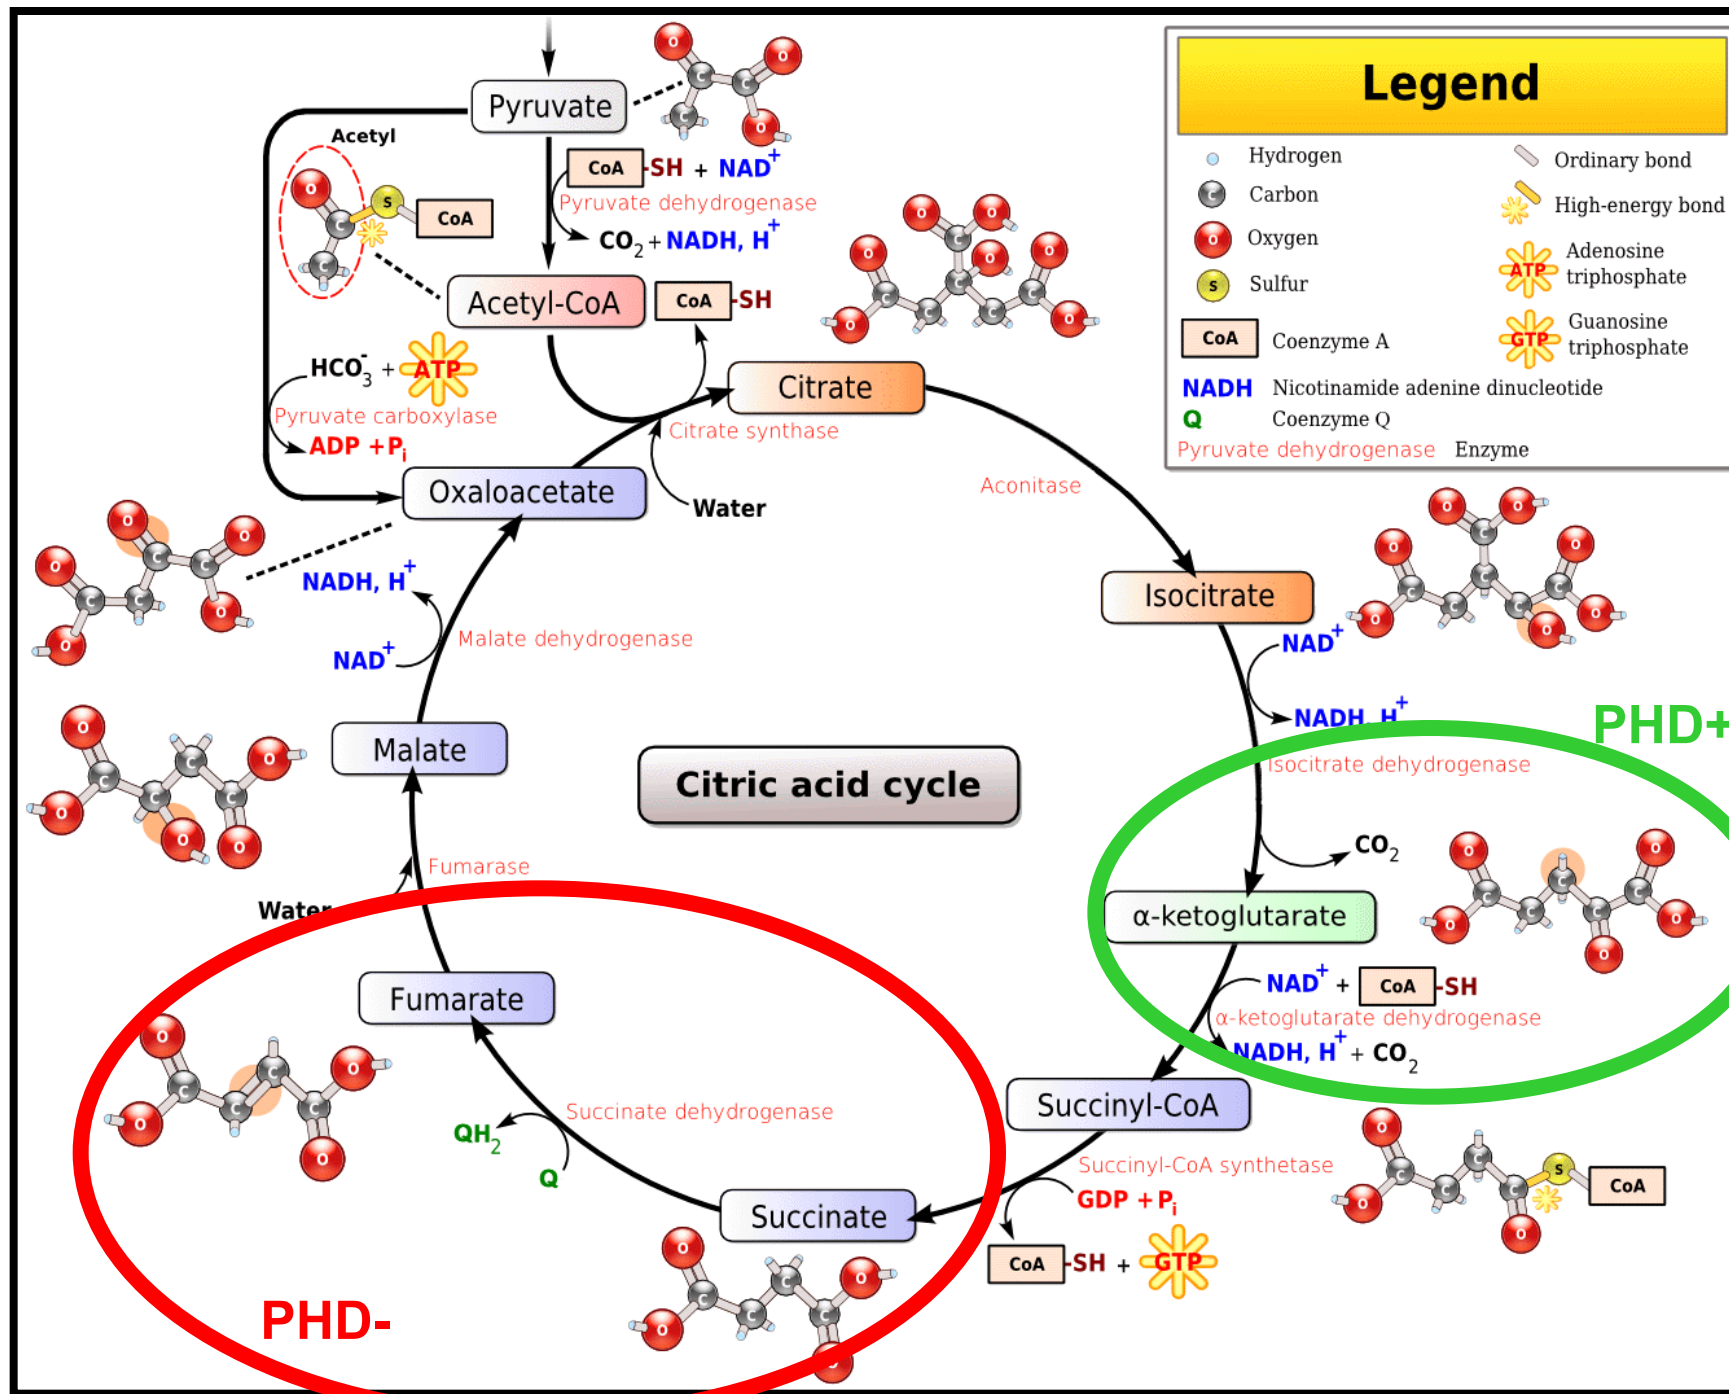 Pyruvate
Acetyl
CoA -SH + NAD+
Pyruvate dehydrogenase
CO2 + NADH, H+
O
C
S
CoA
Acetyl-CoA
CoA -SH
HCO3- + ATP
Pyruvate carboxylase
ADP + Pi
Citrate
Citrate synthase
Oxaloacetate
Water
Aconitase
NADH, H+
NAD+
Malate dehydrogenase
Isocitrate
NAD+
NADH, H+
Isocitrate dehydrogenase
PHD+
Malate
Citric acid cycle
CO2
Fumarase
Water
α-ketoglutarate
NAD+ + CoA -SH
α-ketoglutarate dehydrogenase
NADH, H+ + CO2
Fumarate
Succinyl-CoA
Succinate dehydrogenase
QH2
Q
Succinyl-CoA synthetase
GDP + Pi
CoA -SH + GTP
S
CoA
Succinate
PHD-
Legend
Hydrogen
C Carbon
O Oxygen
S Sulfur
CoA Coenzyme A
Ordinary bond
High-energy bond
ATP Adenosine
triphosphate
GTP Guanosine
triphosphate
NADH Nicotinamide adenine dinucleotide
Q Coenzyme Q
Pyruvate dehydrogenase Enzyme